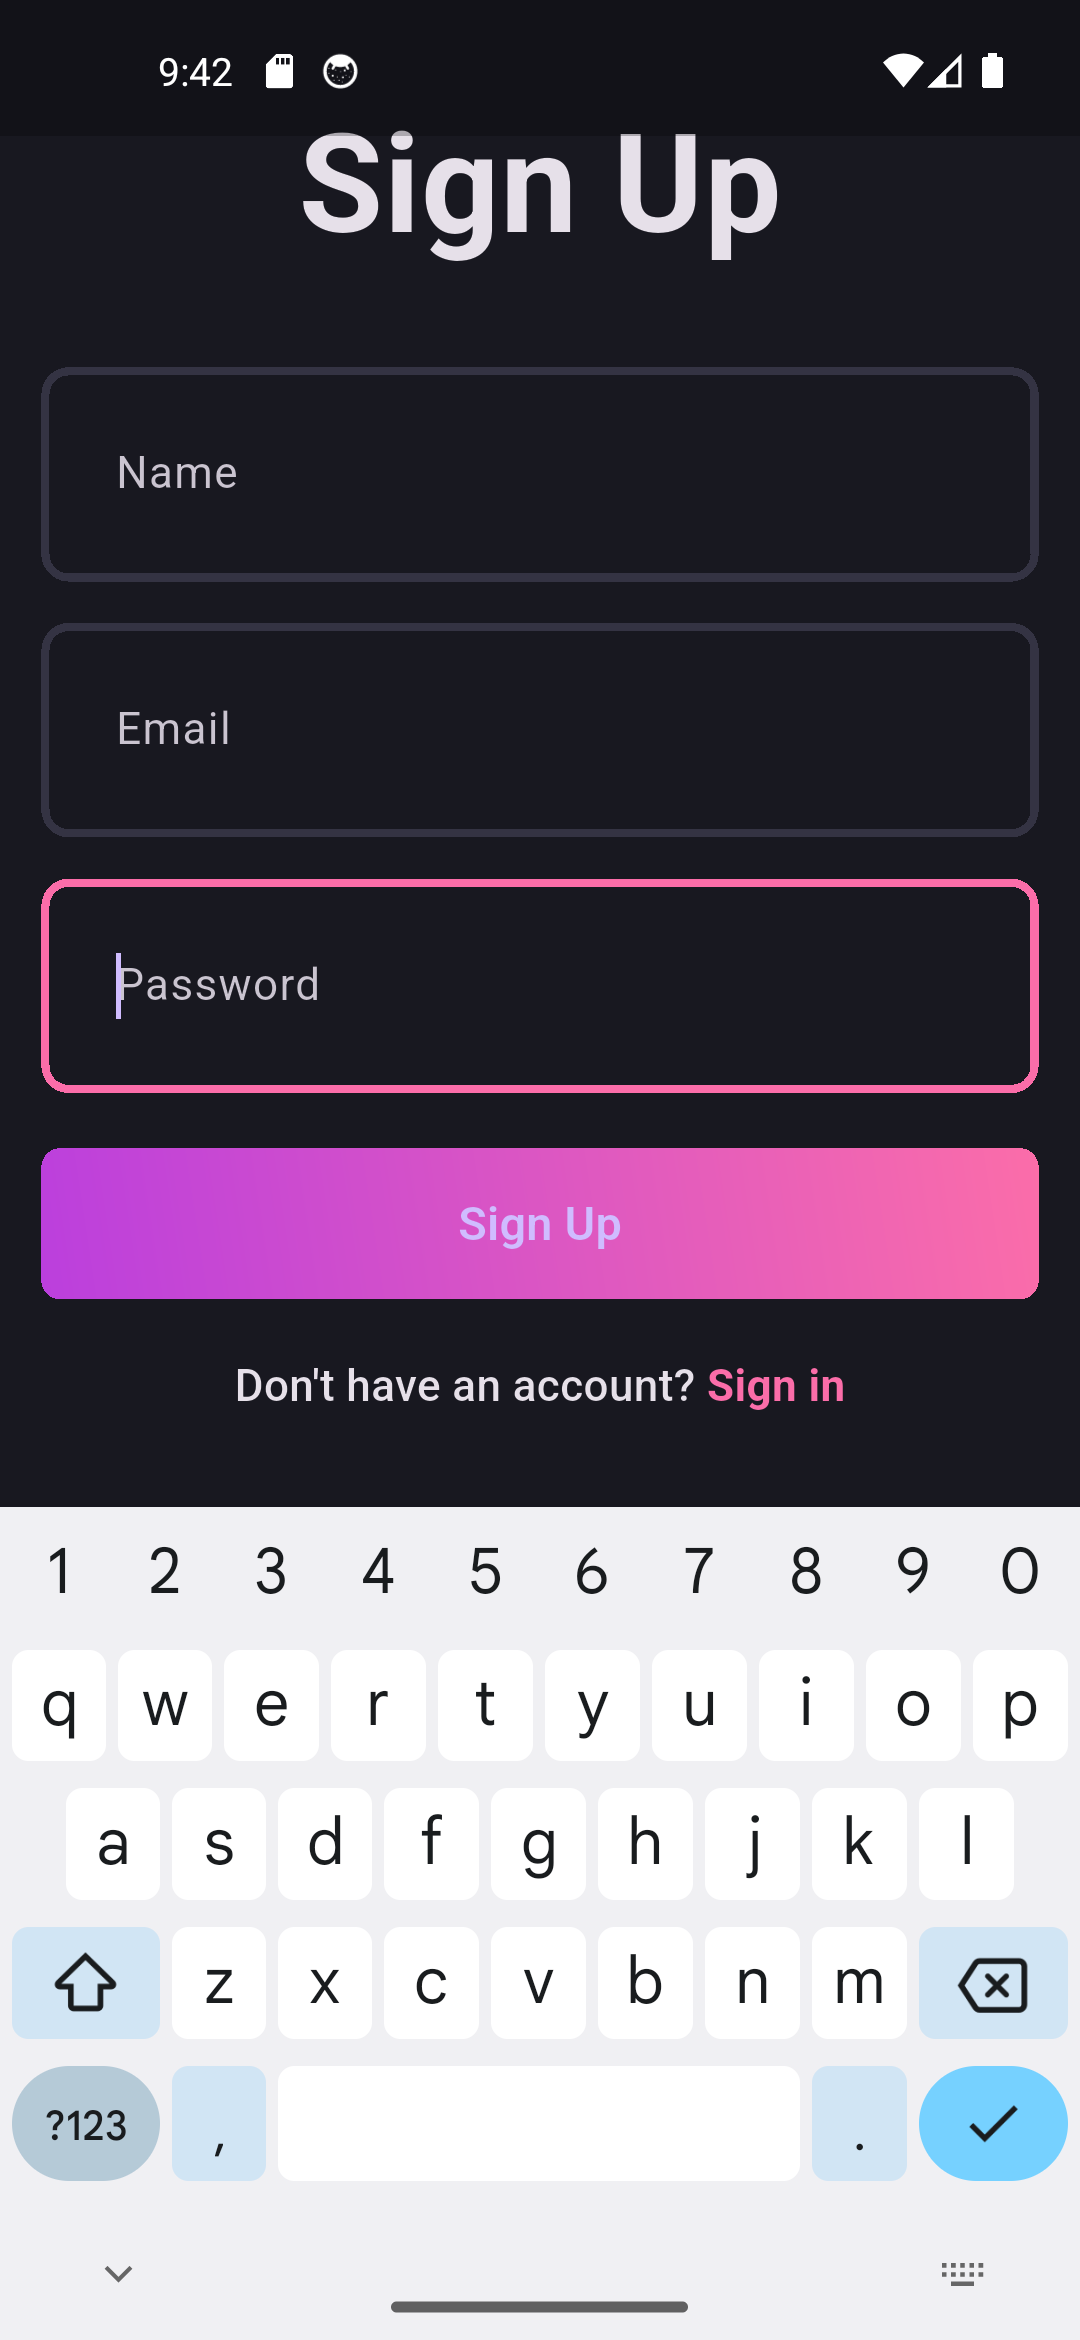 9:42
Sign Up
Name
Email
Password
Sign Up
Don't have an account? Sign in
1 2 3 4 5 6 7 8 9 0
q w e r t y u i o p
a s d f g h j k l
z x c v b n m
?123 , .